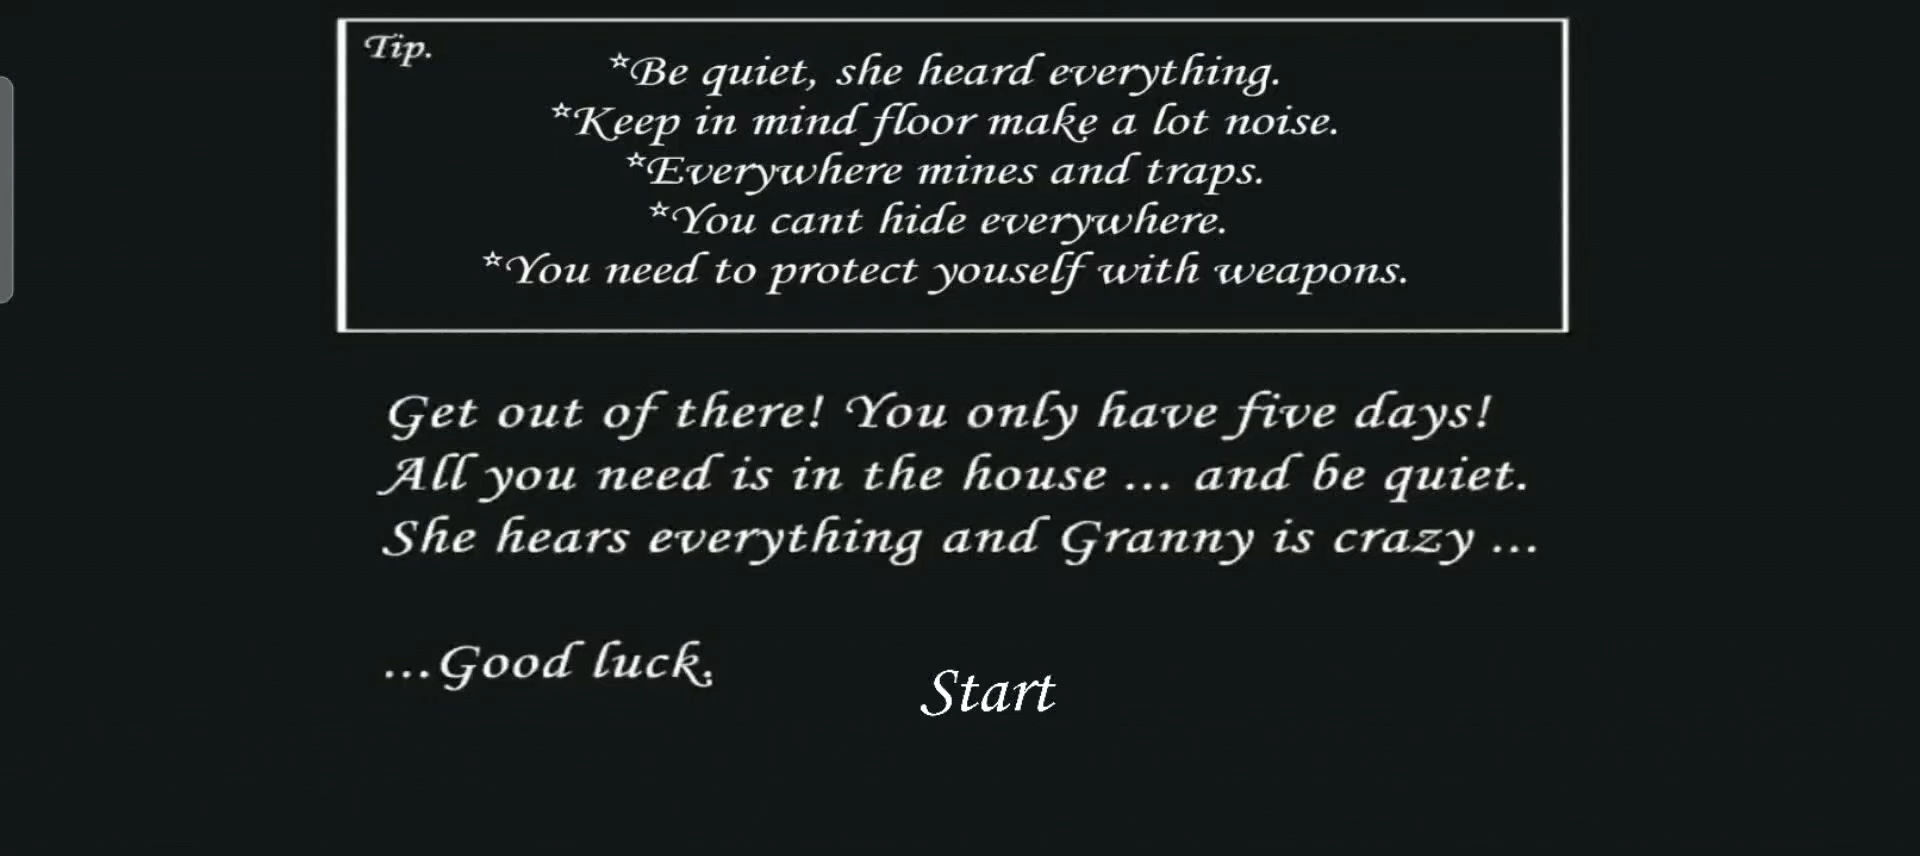 Tip.
*Be quiet, she heard everything.
*Keep in mind floor make a lot noise.
*Everywhere mines and traps.
*You cant hide everywhere.
*You need to protect youself with weapons.
Get out of there! You only have five days!
All you need is in the house ... and be quiet.
She hears everything and Granny is crazy ...
...Good luck.
Start